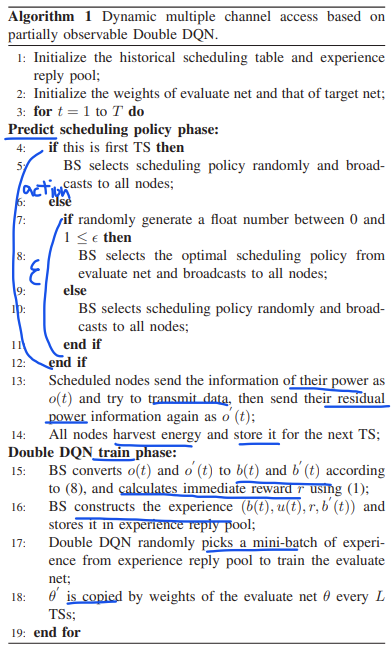 Algorithm 1 Dynamic multiple channel access based on
partially observable Double DQN.
1: Initialize the historical scheduling table and experience
reply pool;
2: Initialize the weights of evaluate net and that of target net;
3: for t = 1 to T do
Predict scheduling policy phase:
4: if this is first TS then
5: BS selects scheduling policy randomly and broad-
casts to all nodes;
action
6: else
7: if randomly generate a float number between 0 and
1 ≤ ϵ then
ε
8: BS selects the optimal scheduling policy from
evaluate net and broadcasts to all nodes;
9: else
10: BS selects scheduling policy randomly and broad-
casts to all nodes;
11: end if
12: end if
13: Scheduled nodes send the information of their power as
o(t) and try to transmit data, then send their residual
power information again as o′(t);
14: All nodes harvest energy and store it for the next TS;
Double DQN train phase:
15: BS converts o(t) and o′(t) to b(t) and b′(t) according
to (8), and calculates immediate reward r using (1);
16: BS constructs the experience (b(t), u(t), r, b′(t)) and
stores it in experience reply pool;
17: Double DQN randomly picks a mini-batch of experi-
ence from experience reply pool to train the evaluate
net;
18: θ′ is copied by weights of the evaluate net θ every L
TSs;
19: end for